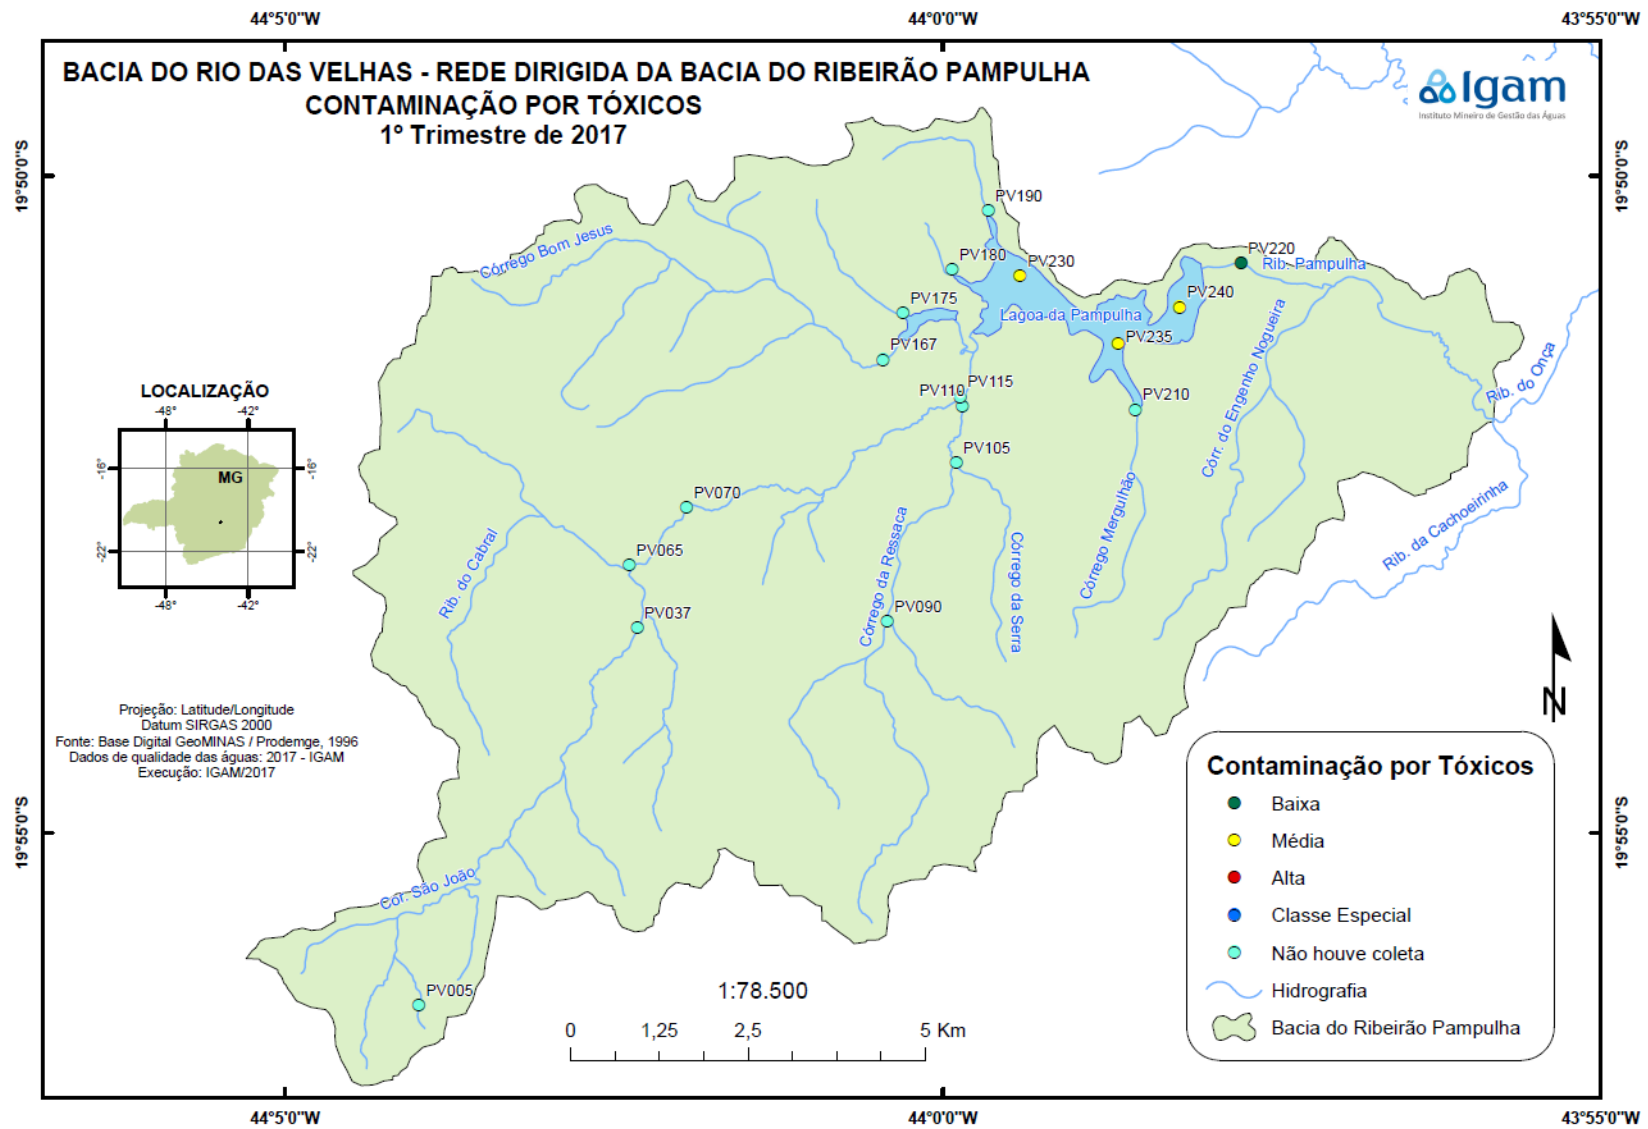 44°5'0"W
44°0'0"W
43°55'0"W
BACIA DO RIO DAS VELHAS - REDE DIRIGIDA DA BACIA DO RIBEIRÃO PAMPULHA
CONTAMINAÇÃO POR TÓXICOS
1º Trimestre de 2017
Igam
Instituto Mineiro de Gestão das Águas
19°50'0"S
19°50'0"S
PV190
Córrego Bom Jesus
PV180
PV230
PV220
Rib. Pampulha
PV175
PV240
Lagoa da Pampulha
PV167
PV235
PV115
PV110
PV210
Córr. do Engenho Nogueira
Rib. do Onça
LOCALIZAÇÃO
-48°
-42°
-16°
-16°
MG
-22°
-22°
-48°
-42°
PV105
PV070
Rib. do Cabral
PV065
Córrego da Ressaca
Córrego da Serra
Córrego Mergulhão
Rib. da Cachoeirinha
PV037
PV090
N
Projeção: Latitude/Longitude
Datum SIRGAS 2000
Fonte: Base Digital GeoMINAS / Prodemge, 1996
Dados de qualidade das águas: 2017 - IGAM
Execução: IGAM/2017
19°55'0"S
19°55'0"S
Cor. São João
PV005
1:78.500
0
1,25
2,5
5 Km
Contaminação por Tóxicos
Baixa
Média
Alta
Classe Especial
Não houve coleta
Hidrografia
Bacia do Ribeirão Pampulha
44°5'0"W
44°0'0"W
43°55'0"W